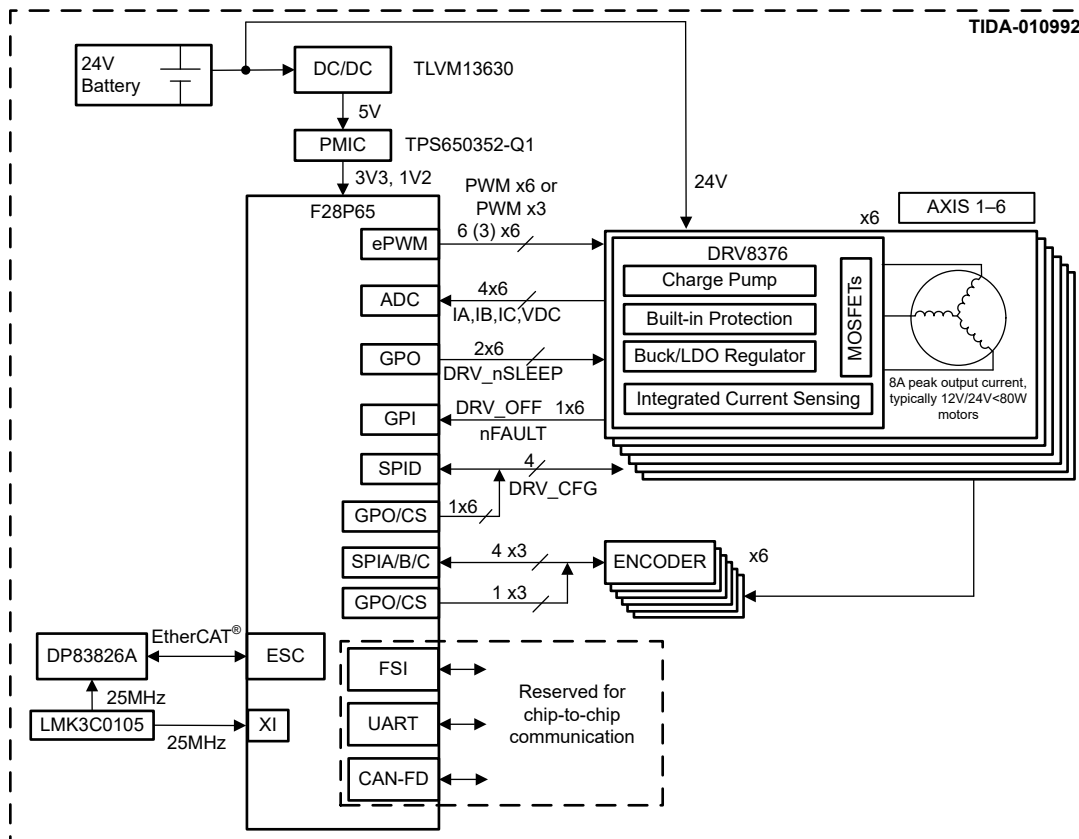 TIDA-010992
24V
Battery
DC/DC
TLVM13630
5V
PMIC
TPS650352-Q1
3V3, 1V2
24V
F28P65
PWM x6 or
PWM x3
6 (3) x6
ePWM
x6
AXIS 1–6
DRV8376
Charge Pump
Built-in Protection
Buck/LDO Regulator
Integrated Current Sensing
MOSFETs
8A peak output current,
typically 12V/24V<80W
motors
ADC
4x6
IA,IB,IC,VDC
GPO
2x6
DRV_nSLEEP
GPI
DRV_OFF 1x6
nFAULT
SPID
4
DRV_CFG
GPO/CS
1x6
SPIA/B/C
4 x3
ENCODER
x6
GPO/CS
1 x3
EtherCAT®
DP83826A
ESC
25MHz
LMK3C0105
25MHz
XI
FSI
UART
CAN-FD
Reserved for
chip-to-chip
communication